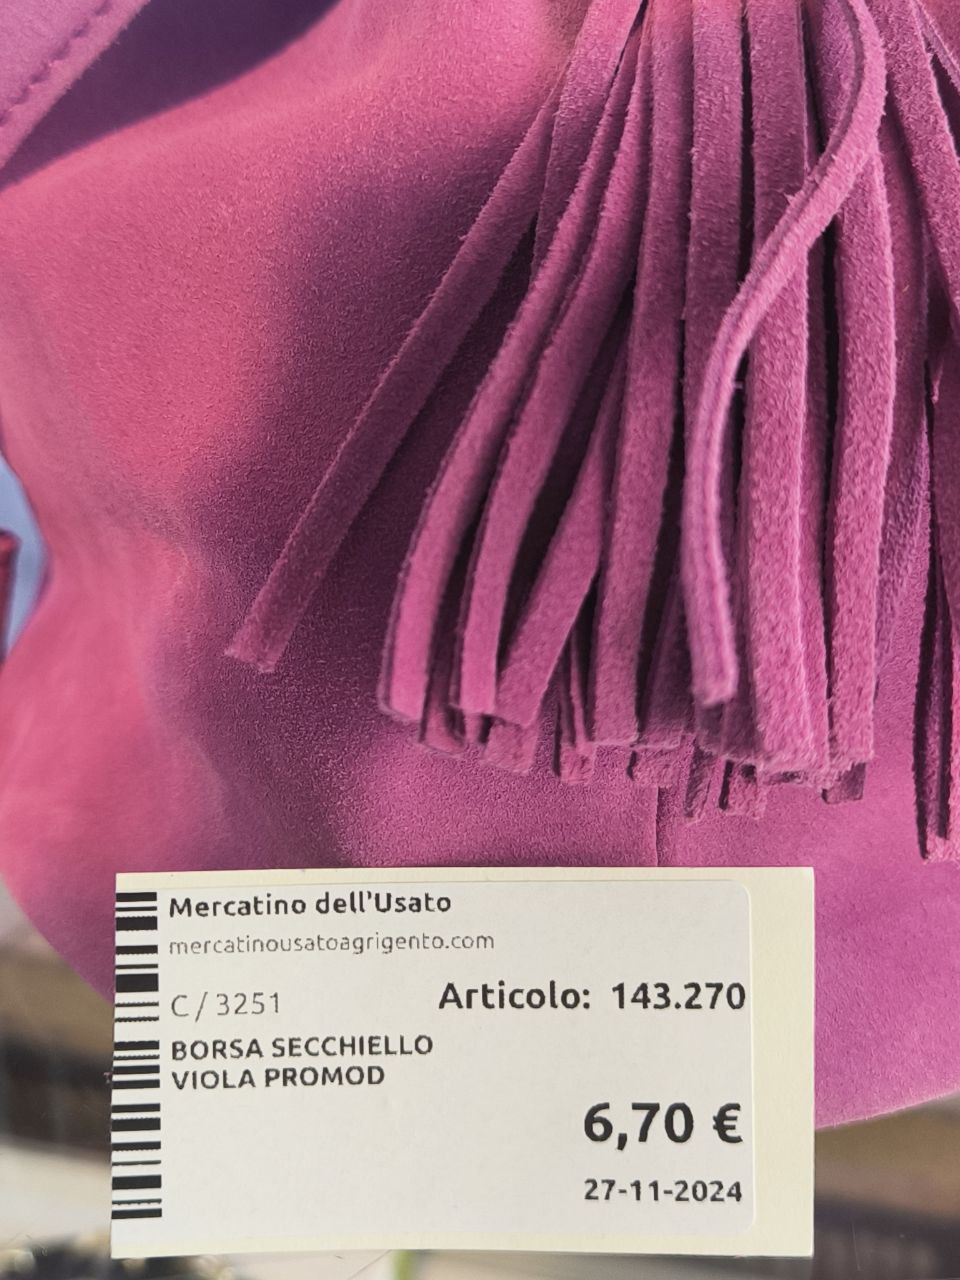 Mercatino dell'Usato
mercatinousatoagrigento.com
C / 3251 Articolo: 143.270
BORSA SECCHIELLO
VIOLA PROMOD
6,70 €
27-11-2024